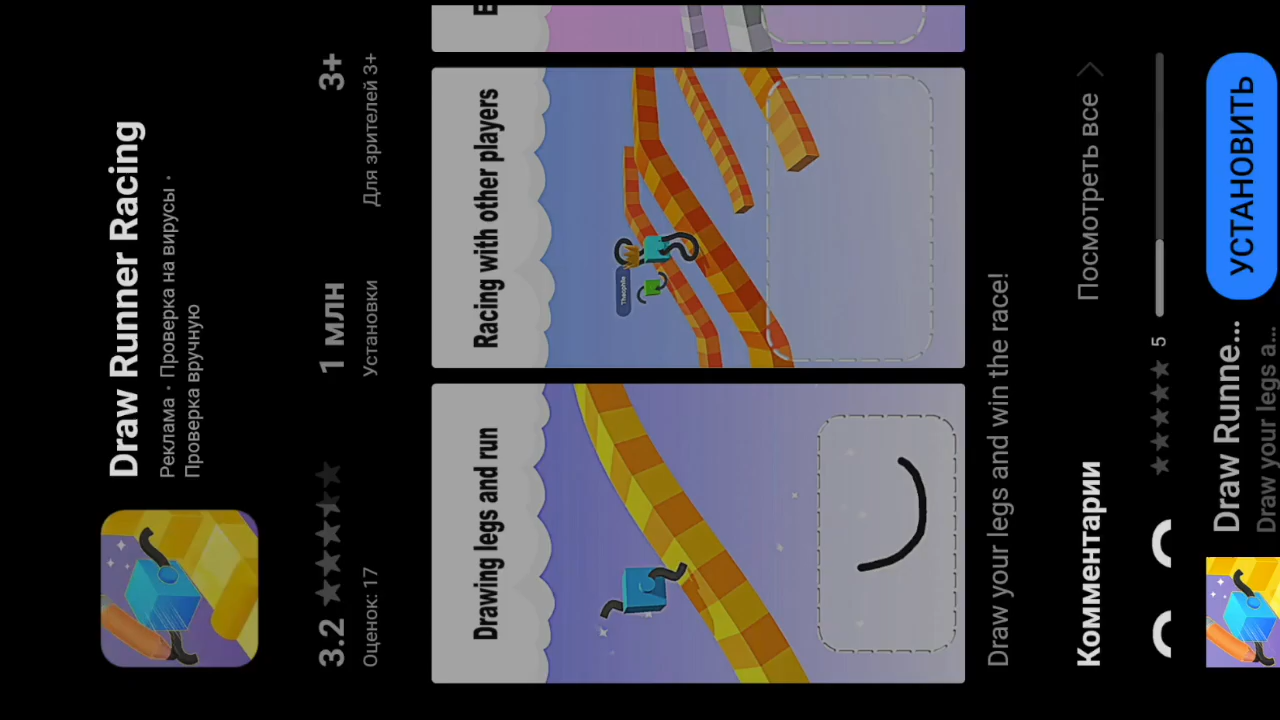 Draw Runner Racing
Реклама • Проверка на вирусы •
Проверка вручную
3.2
Оценок: 17
1 млн
Установки
3+
Для зрителей 3+
Drawing legs and run
Racing with other players
Draw your legs and win the race!
Комментарии
Посмотреть все
5
Draw Runne...
Draw your legs a...
УСТАНОВИТЬ